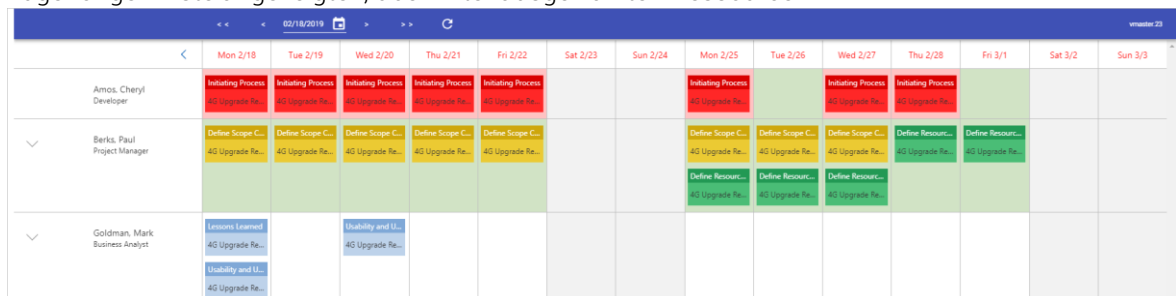 << < 02/18/2019 > >> vmaster.23
< Mon 2/18 Tue 2/19 Wed 2/20 Thu 2/21 Fri 2/22 Sat 2/23 Sun 2/24 Mon 2/25 Tue 2/26 Wed 2/27 Thu 2/28 Fri 3/1 Sat 3/2 Sun 3/3
Amos, Cheryl
Developer
Initiating Process Initiating Process Initiating Process Initiating Process Initiating Process Initiating Process Initiating Process Initiating Process
4G Upgrade Re... 4G Upgrade Re... 4G Upgrade Re... 4G Upgrade Re... 4G Upgrade Re... 4G Upgrade Re... 4G Upgrade Re... 4G Upgrade Re...
Berks, Paul
Project Manager
Define Scope C... Define Scope C... Define Scope C... Define Scope C... Define Scope C... Define Scope C... Define Scope C... Define Scope C... Define Resourc... Define Resourc...
4G Upgrade Re... 4G Upgrade Re... 4G Upgrade Re... 4G Upgrade Re... 4G Upgrade Re... 4G Upgrade Re... 4G Upgrade Re... 4G Upgrade Re... 4G Upgrade Re... 4G Upgrade Re...
Define Resourc... Define Resourc... Define Resourc...
4G Upgrade Re... 4G Upgrade Re... 4G Upgrade Re...
Goldman, Mark
Business Analyst
Lessons Learned Usability and U...
4G Upgrade Re... 4G Upgrade Re...
Usability and U...
4G Upgrade Re...